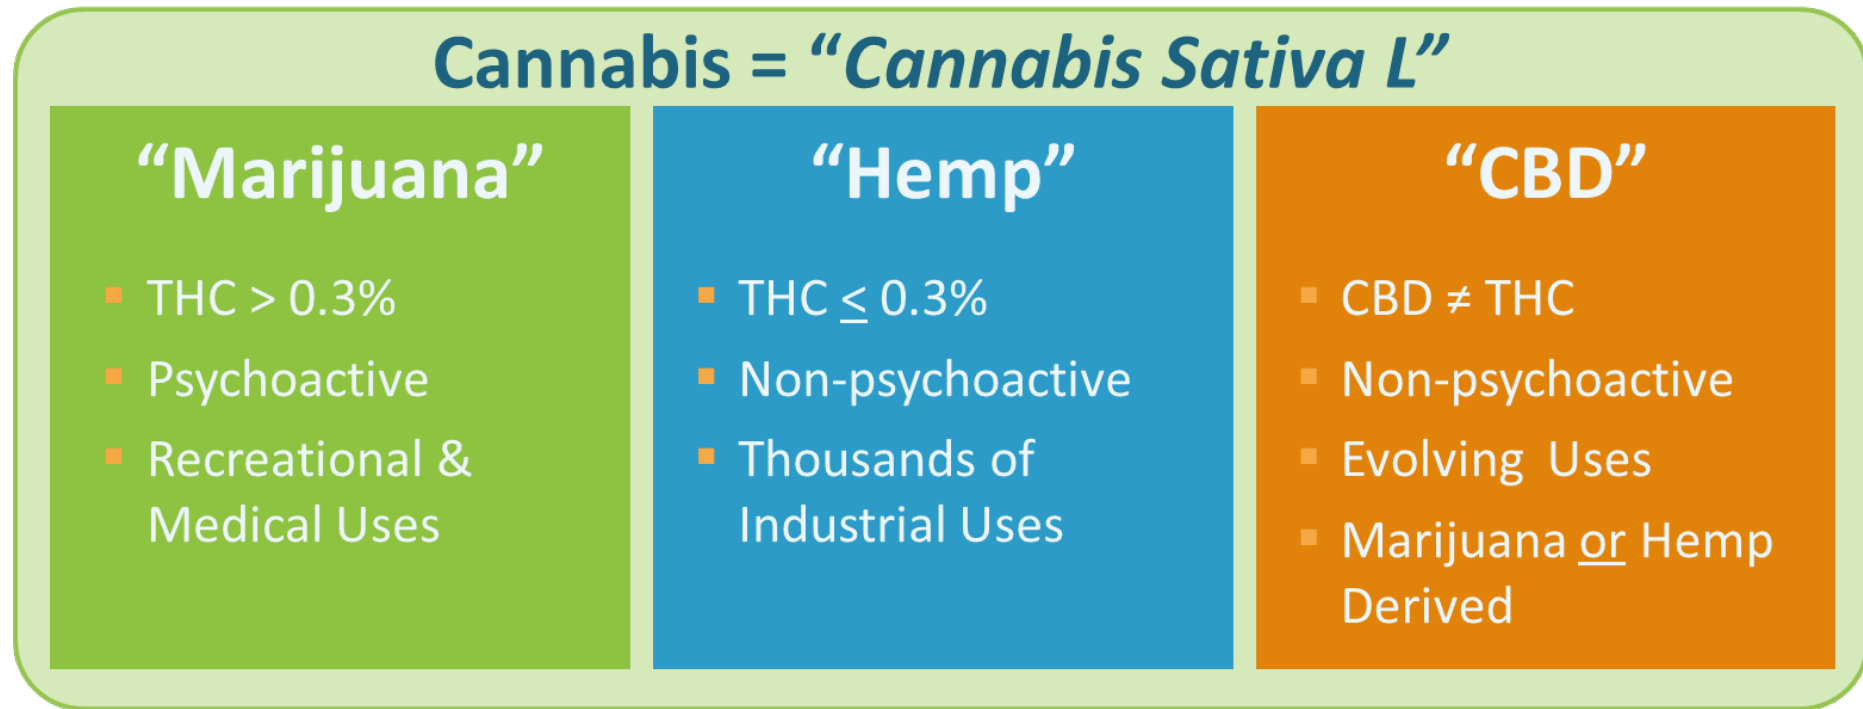 Cannabis = “Cannabis Sativa L”
“Marijuana”
▪ THC > 0.3%
▪ Psychoactive
▪ Recreational &
Medical Uses
“Hemp”
▪ THC ≤ 0.3%
▪ Non-psychoactive
▪ Thousands of
Industrial Uses
“CBD”
▪ CBD ≠ THC
▪ Non-psychoactive
▪ Evolving  Uses
▪ Marijuana or Hemp
Derived